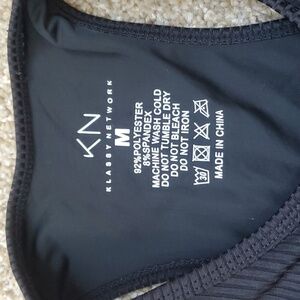 KN
KLASSY NETWORK
M
92%POLYESTER
8%SPANDEX
MACHINE WASH COLD
DO NOT TUMBLE DRY
DO NOT BLEACH
DO NOT IRON
30
MADE IN CHINA